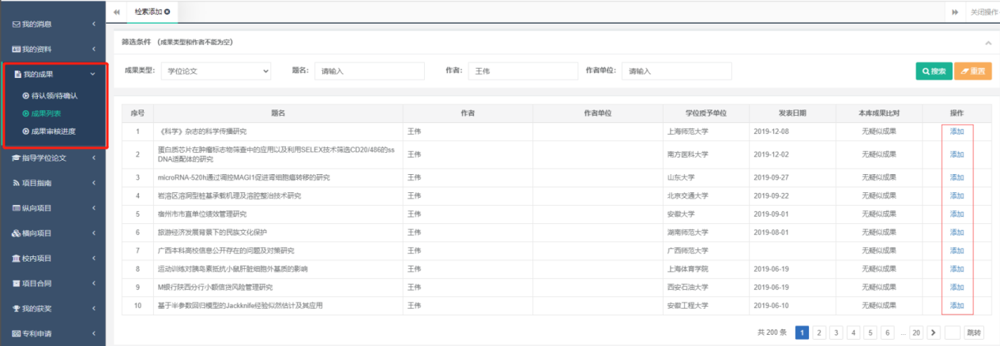 我的消息
我的资料
我的成果
待认领/待确认
成果列表
成果审核进度
指导学位论文
项目指南
纵向项目
横向项目
校内项目
项目合同
我的获奖
专利申请
检索添加
关闭操作
筛选条件 (成果类型和作者不能为空)
成果类型: 学位论文 题名: 请输入 作者: 王伟 作者单位: 请输入 搜索 重置
序号 题名 作者 作者单位 学位授予单位 发表日期 本库成果比对 操作
1 《科学》杂志的科学传播研究 王伟 上海师范大学 2019-12-08 无疑似成果 添加
2 蛋白质芯片在肿瘤标志物筛查中的应用以及利用SELEX技术筛选CD20/486的ss
DNA适配体的研究 王伟 南方医科大学 2019-12-02 无疑似成果 添加
3 microRNA-520h通过调控MAGI1促进肾细胞癌转移的研究 王伟 山东大学 2019-09-27 无疑似成果 添加
4 岩溶区溶洞型桩基承载机理及溶腔整治技术研究 王伟 北京交通大学 2019-09-22 无疑似成果 添加
5 宿州市市直单位绩效管理研究 王伟 安徽大学 2019-09-01 无疑似成果 添加
6 旅游经济发展背景下的民族文化保护 王伟 湖南师范大学 2019-08-01 无疑似成果 添加
7 广西本科高校信息公开存在的问题及对策研究 王伟 广西师范大学 无疑似成果 添加
8 运动训练对胰岛素抵抗小鼠肝脏细胞外基质的影响 王伟 上海体育学院 2019-06-19 无疑似成果 添加
9 M银行陕西分行小额信贷风险管理研究 王伟 西安石油大学 2019-06-19 无疑似成果 添加
10 基于半参数回归模型的Jackknife经验似然估计及其应用 王伟 安徽工程大学 2019-06-10 无疑似成果 添加
共 200 条 1 2 3 4 5 6 ... 20 跳转